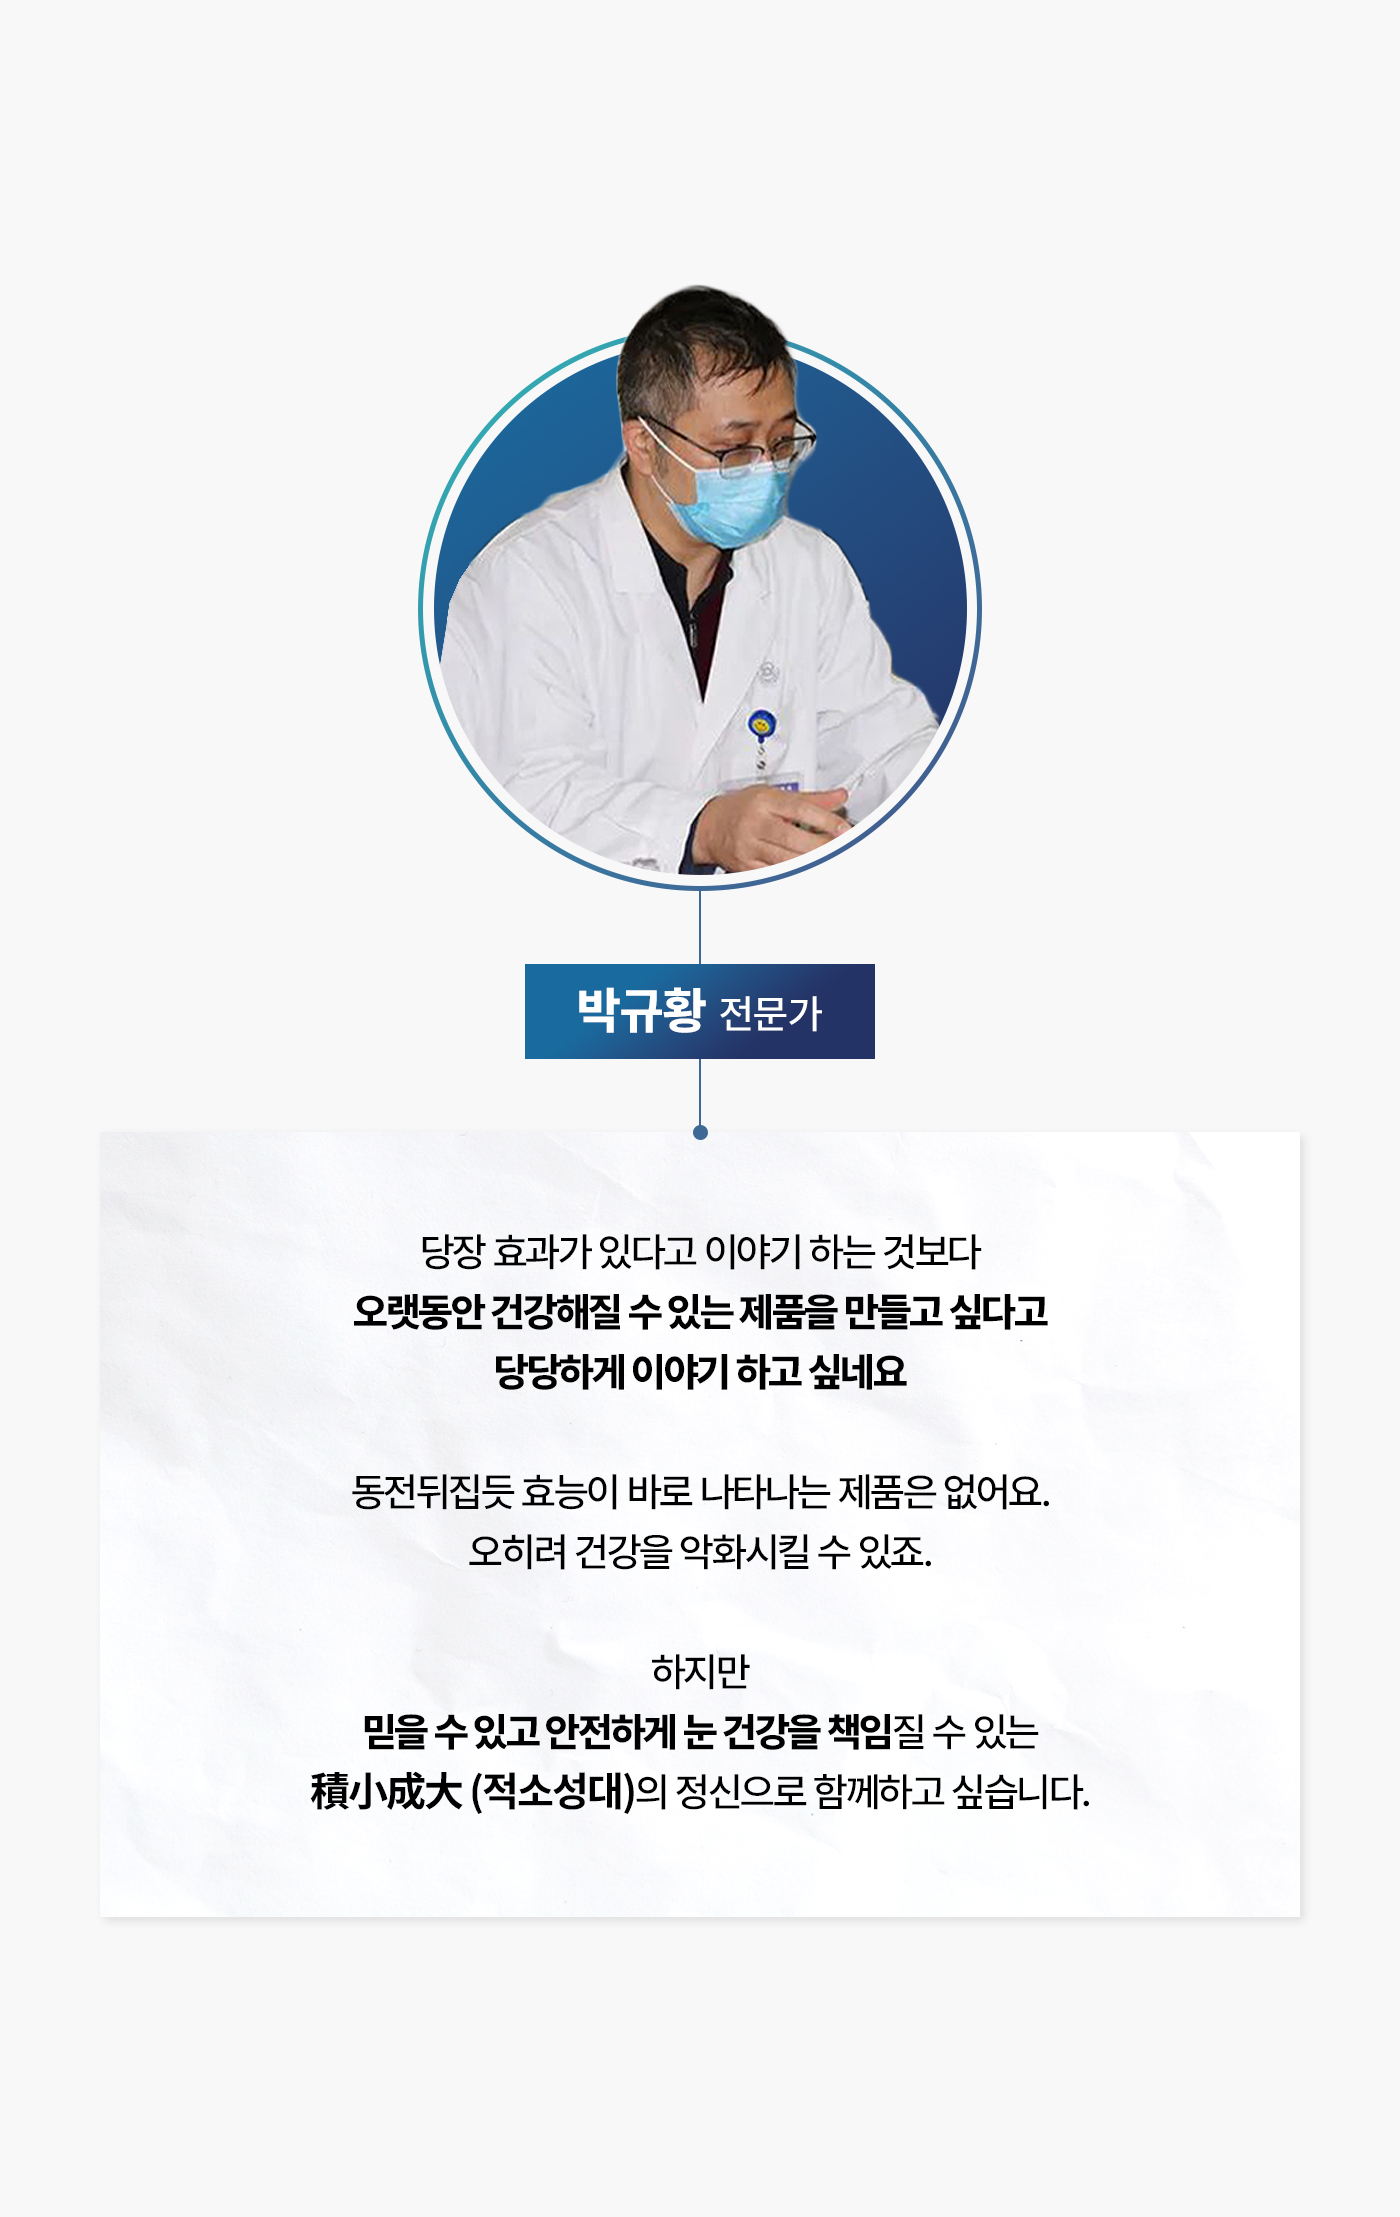 박규황 전문가
당장 효과가 있다고 이야기 하는 것보다
오랫동안 건강해질 수 있는 제품을 만들고 싶다고
당당하게 이야기 하고 싶네요
동전뒤집듯 효능이 바로 나타나는 제품은 없어요.
오히려 건강을 악화시킬 수 있죠.
하지만
믿을 수 있고 안전하게 눈 건강을 책임질 수 있는
積小成大 (적소성대)의 정신으로 함께하고 싶습니다.